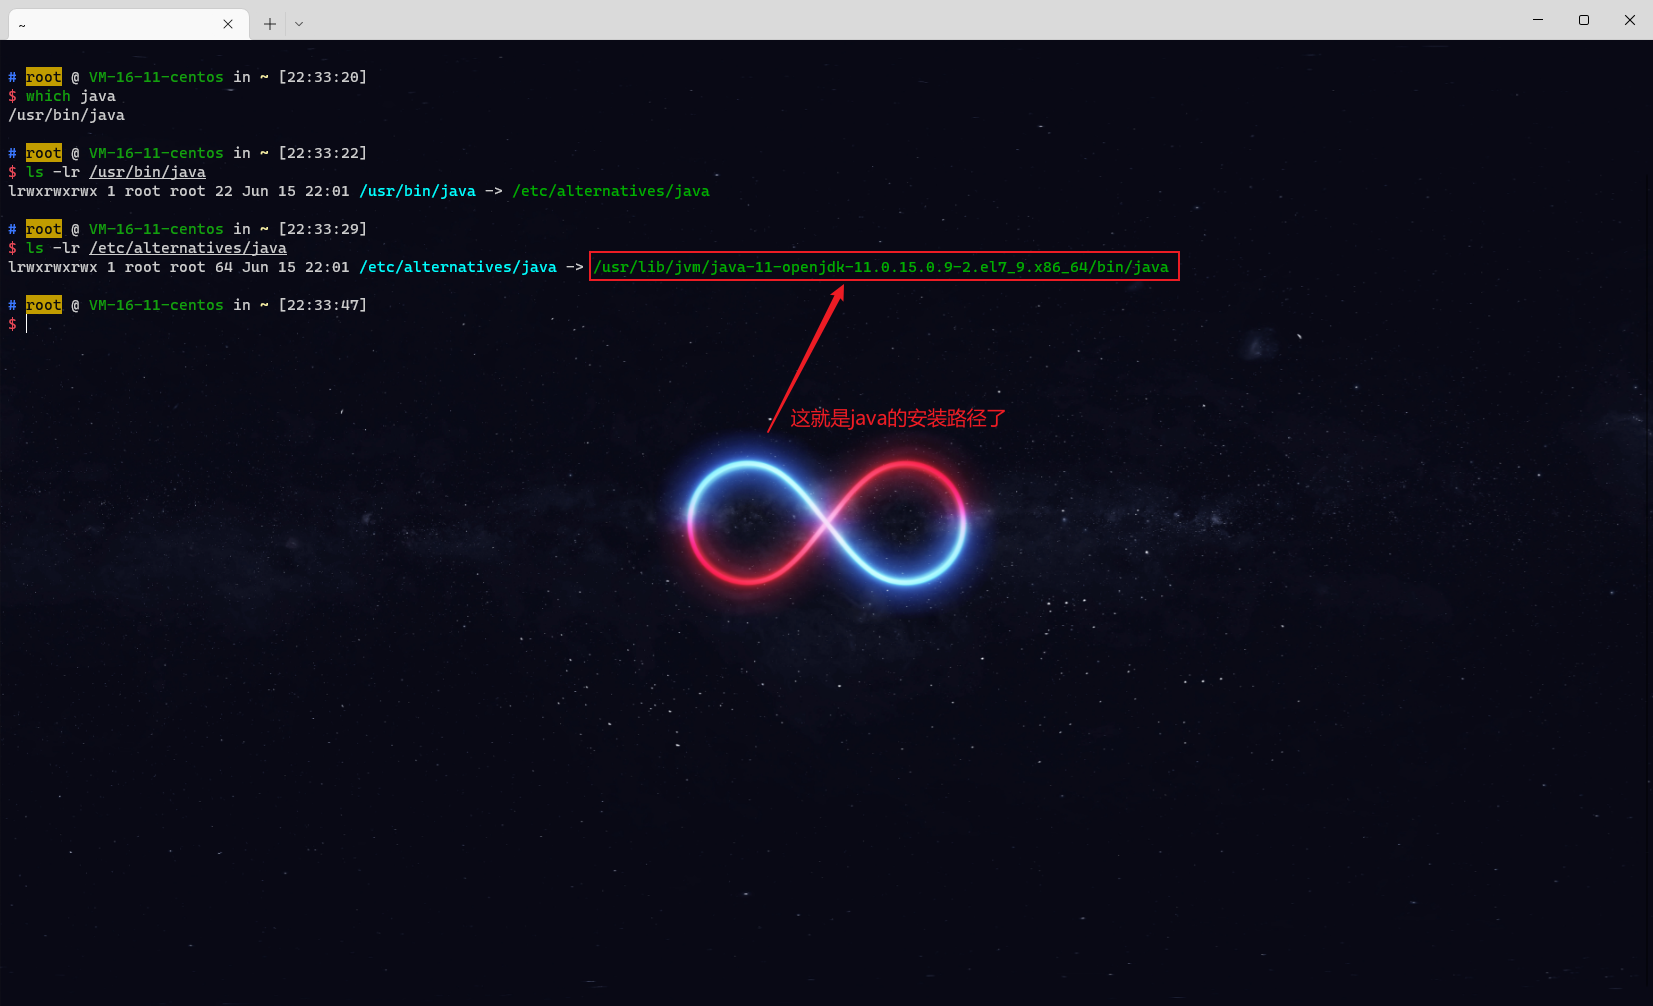 ~
# root @ VM-16-11-centos in ~ [22:33:20]
$ which java
/usr/bin/java
# root @ VM-16-11-centos in ~ [22:33:22]
$ ls -lr /usr/bin/java
lrwxrwxrwx 1 root root 22 Jun 15 22:01 /usr/bin/java -> /etc/alternatives/java
# root @ VM-16-11-centos in ~ [22:33:29]
$ ls -lr /etc/alternatives/java
lrwxrwxrwx 1 root root 64 Jun 15 22:01 /etc/alternatives/java -> /usr/lib/jvm/java-11-openjdk-11.0.15.0.9-2.el7_9.x86_64/bin/java
# root @ VM-16-11-centos in ~ [22:33:47]
$
这就是java的安装路径了